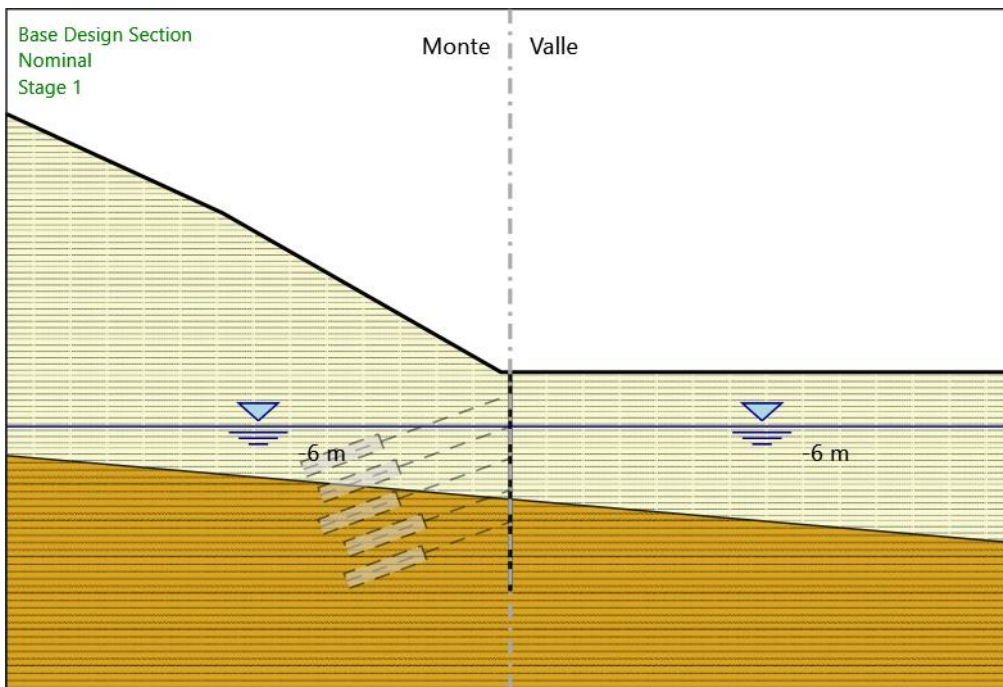 Base Design Section
Nominal
Stage 1
Monte
Valle
-6 m
-6 m